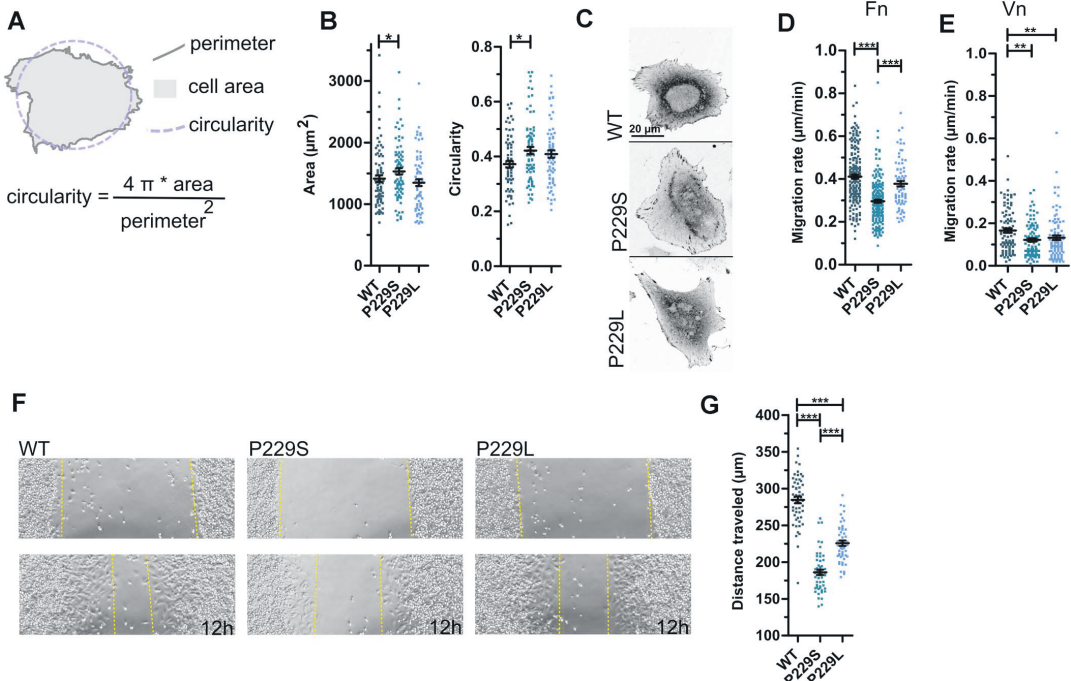 A
perimeter
cell area
circularity
circularity = 4 π * area
perimeter2
B
Area (µm2)
3000
2000
1000
0
*
WT
P229S
P229L
Circularity
0.8
0.6
0.4
0.2
0.0
*
WT
P229S
P229L
C
WT
20 µm
P229S
P229L
D
Fn
Migration rate (µm/min)
1.0
0.8
0.6
0.4
0.2
0.0
***
***
WT
P229S
P229L
E
Vn
Migration rate (µm/min)
1.0
0.8
0.6
0.4
0.2
0.0
**
**
WT
P229S
P229L
F
WT
P229S
P229L
12h
12h
12h
G
Distance traveled (µm)
400
350
300
250
200
150
100
***
***
***
WT
P229S
P229L